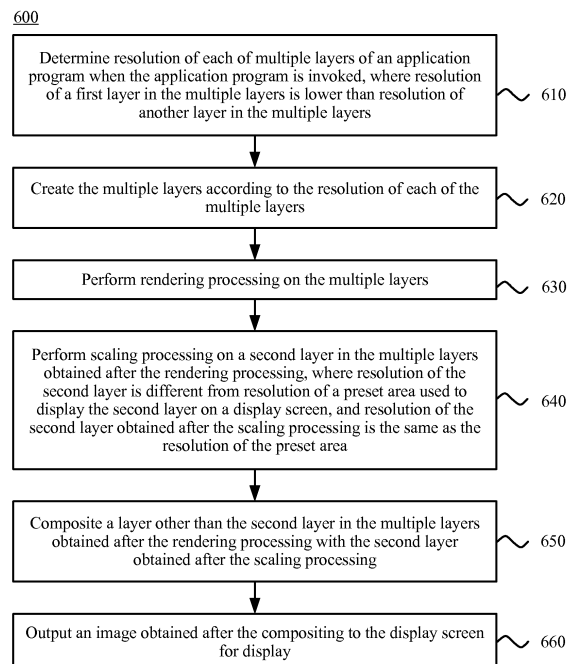 600
Determine resolution of each of multiple layers of an application
program when the application program is invoked, where resolution
of a first layer in the multiple layers is lower than resolution of
another layer in the multiple layers
610
Create the multiple layers according to the resolution of each of the
multiple layers
620
Perform rendering processing on the multiple layers
630
Perform scaling processing on a second layer in the multiple layers
obtained after the rendering processing, where resolution of the
second layer is different from resolution of a preset area used to
display the second layer on a display screen, and resolution of the
second layer obtained after the scaling processing is the same as the
resolution of the preset area
640
Composite a layer other than the second layer in the multiple layers
obtained after the rendering processing with the second layer
obtained after the scaling processing
650
Output an image obtained after the compositing to the display screen
for display
660